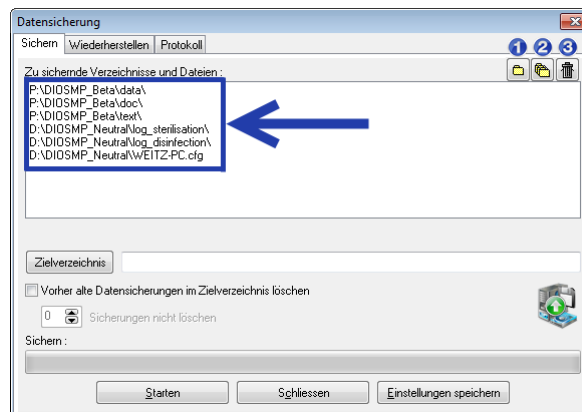 Datensicherung
Sichern Wiederherstellen Protokoll
1 2 3
Zu sichernde Verzeichnisse und Dateien :
P:\DIOSMP_Beta\data\
P:\DIOSMP_Beta\doc\
P:\DIOSMP_Beta\text\
D:\DIOSMP_Neutral\log_sterilisation\
D:\DIOSMP_Neutral\log_disinfection\
D:\DIOSMP_Neutral\WEITZ-PC.cfg
Zielverzeichnis
Vorher alte Datensicherungen im Zielverzeichnis löschen
0 Sicherungen nicht löschen
Sichern :
Starten Schliessen Einstellungen speichern